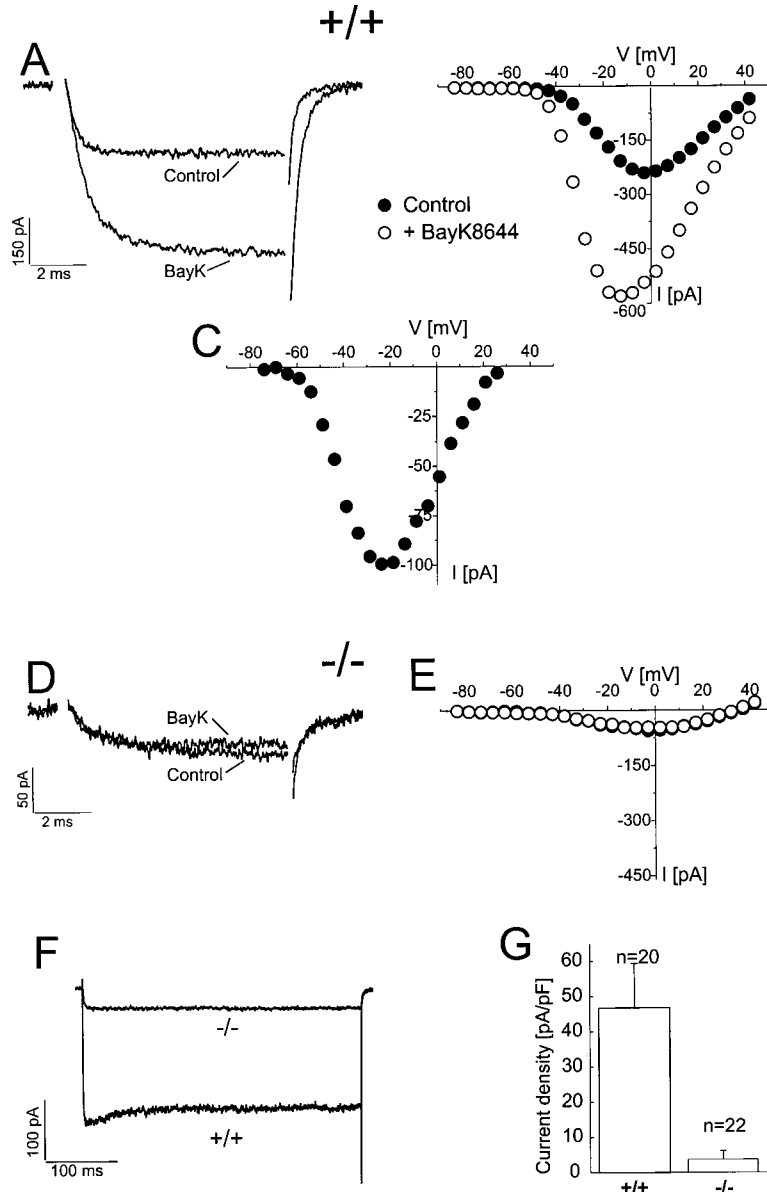 +/+
A
Control
BayK
150 pA
2 ms
V [mV]
-80 -60 -40 -20 0 20 40
-150
-300
-450
-600
I [pA]
Control
+ BayK8644
C
V [mV]
-80 -60 -40 -20 0 20 40
-25
-50
-75
-100
I [pA]
-/-
D
BayK
Control
50 pA
2 ms
E
V [mV]
-80 -60 -40 -20 0 20 40
-150
-300
-450
I [pA]
F
-/-
+/+
100 pA
100 ms
G
Current density [pA/pF]
60
50
40
30
20
10
0
n=20
n=22
+/+ -/-